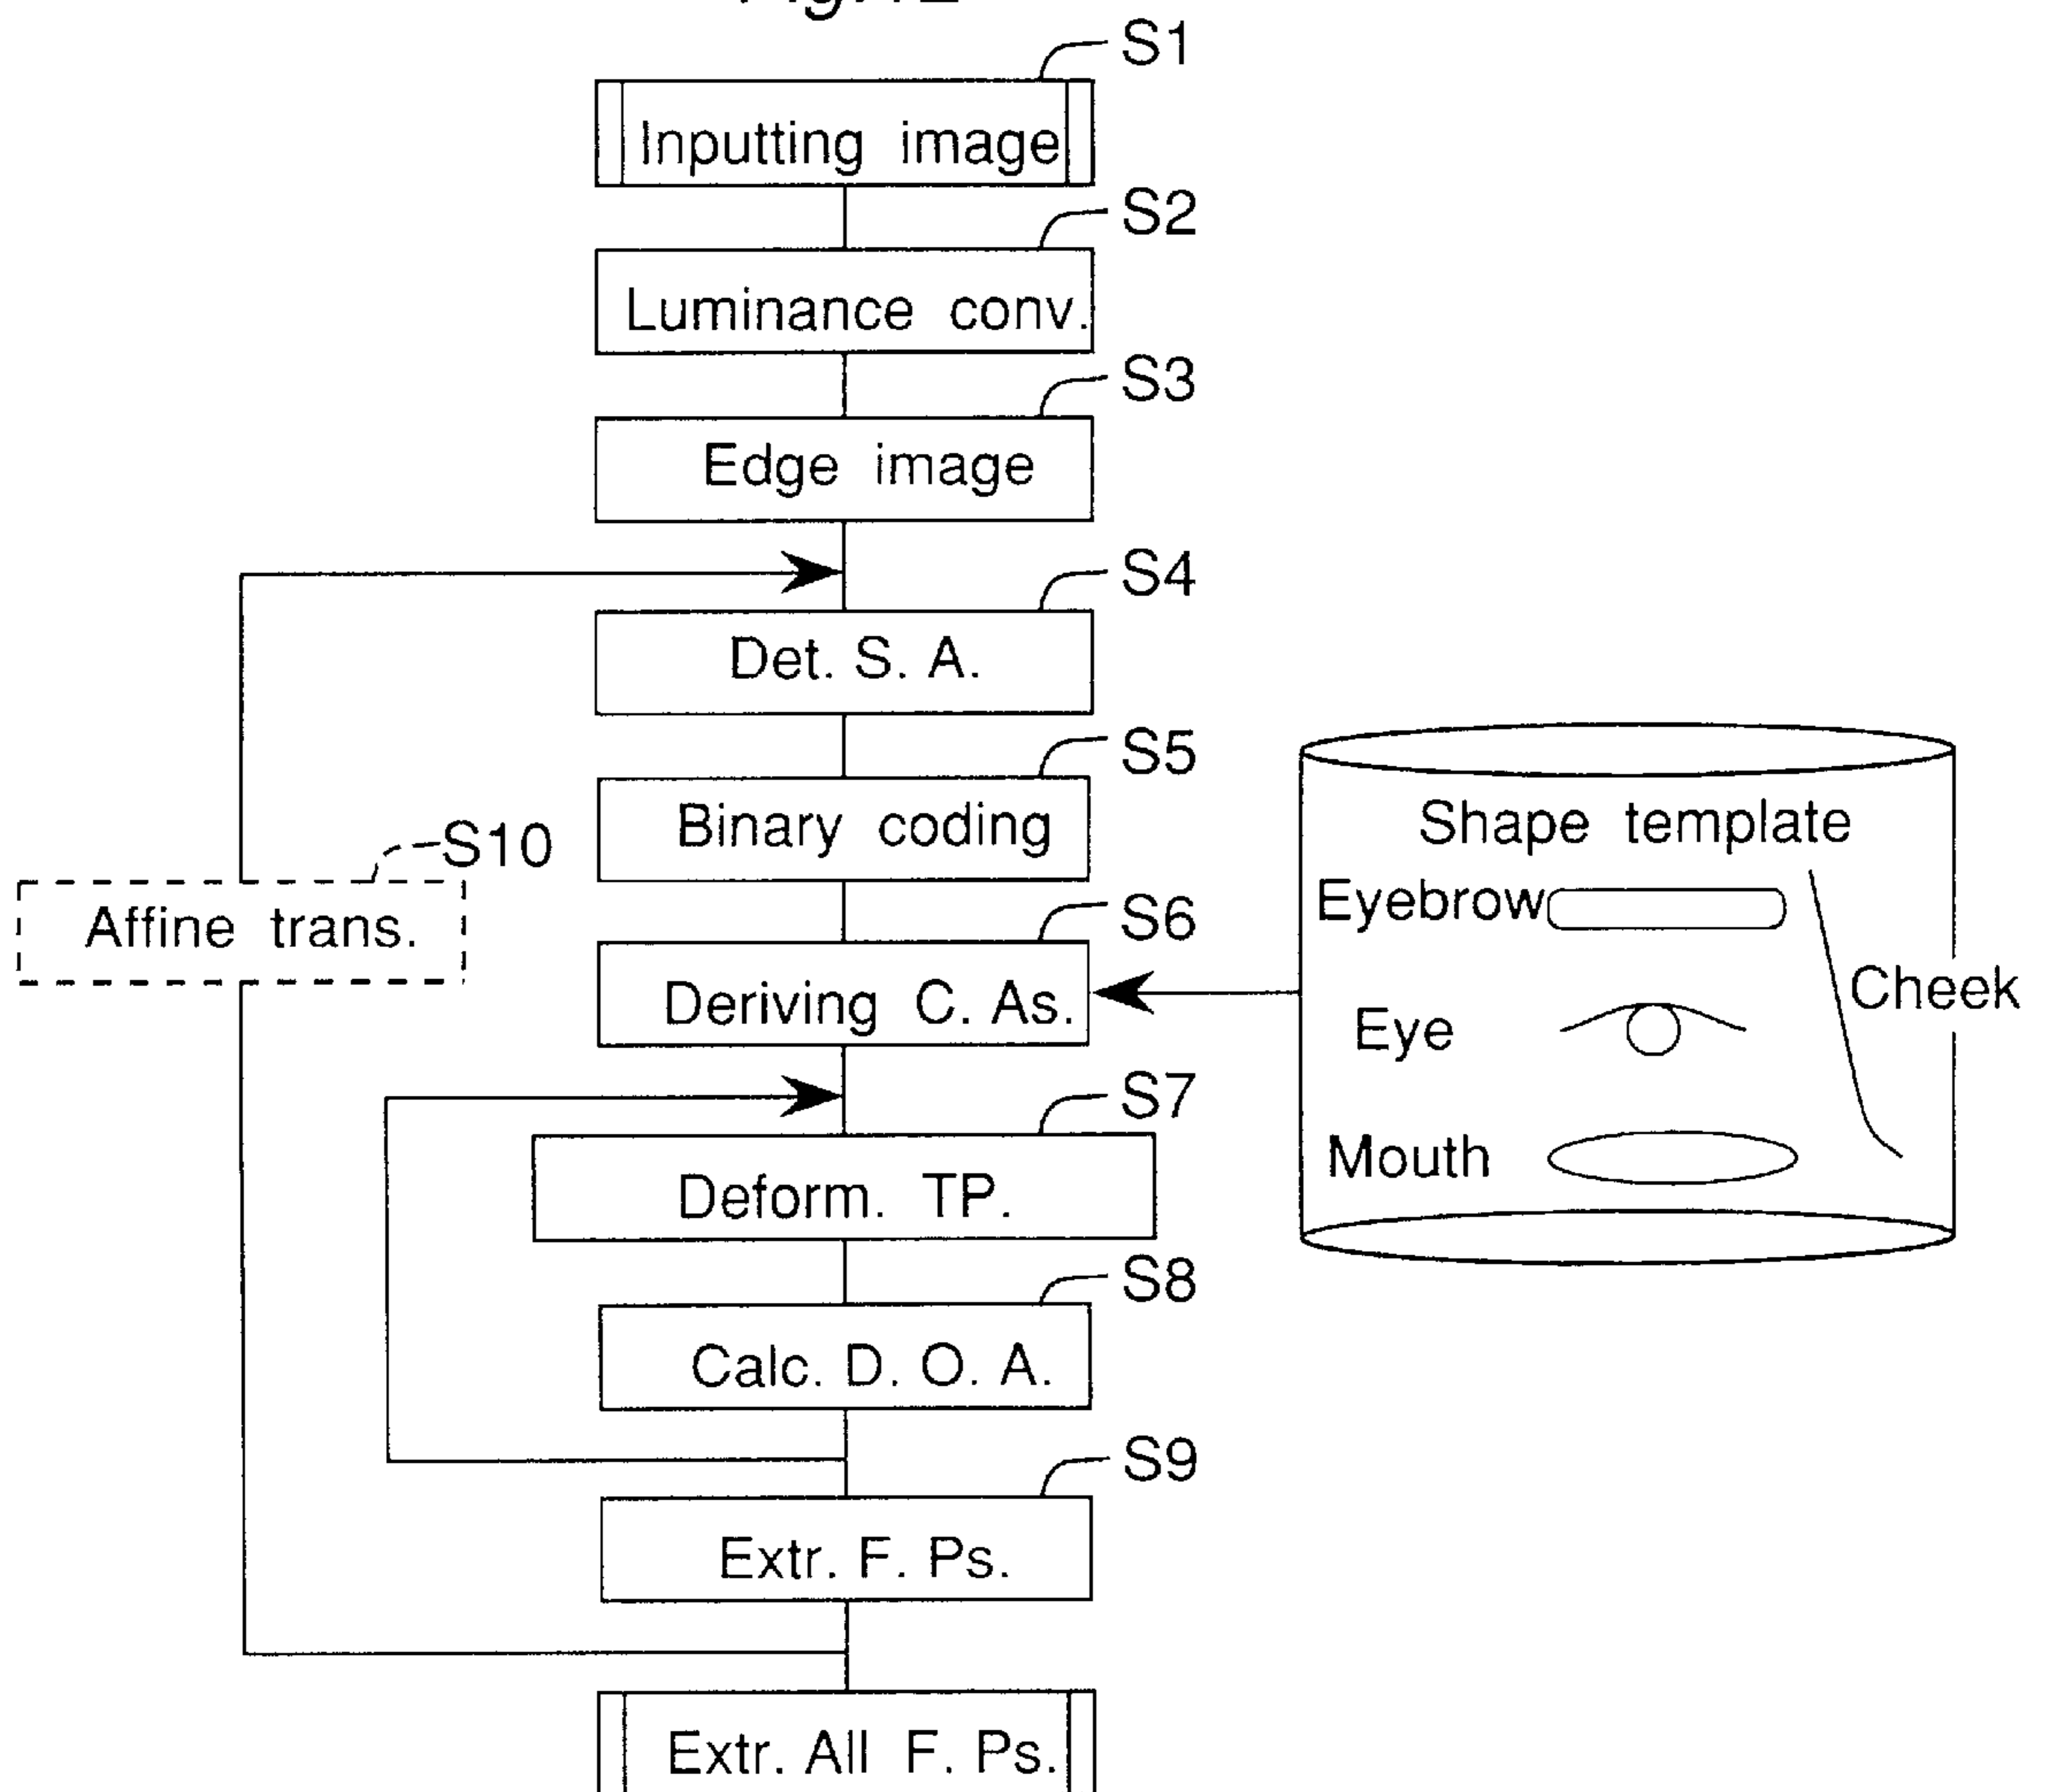 S1
Inputting image
S2
Luminance conv.
S3
Edge image
S4
Det. S. A.
S5
Binary coding
S10
Affine trans.
S6
Deriving C. As.
Shape template
Eyebrow
Cheek
Eye
Mouth
S7
Deform. TP.
S8
Calc. D. O. A.
S9
Extr. F. Ps.
Extr. All F. Ps.